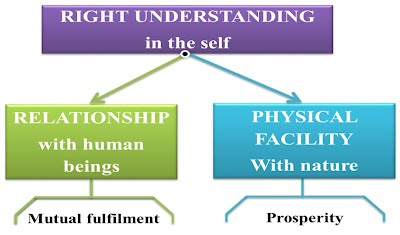 RIGHT UNDERSTANDING
in the self
RELATIONSHIP
with human
beings
PHYSICAL
FACILITY
With nature
Mutual fulfilment
Prosperity